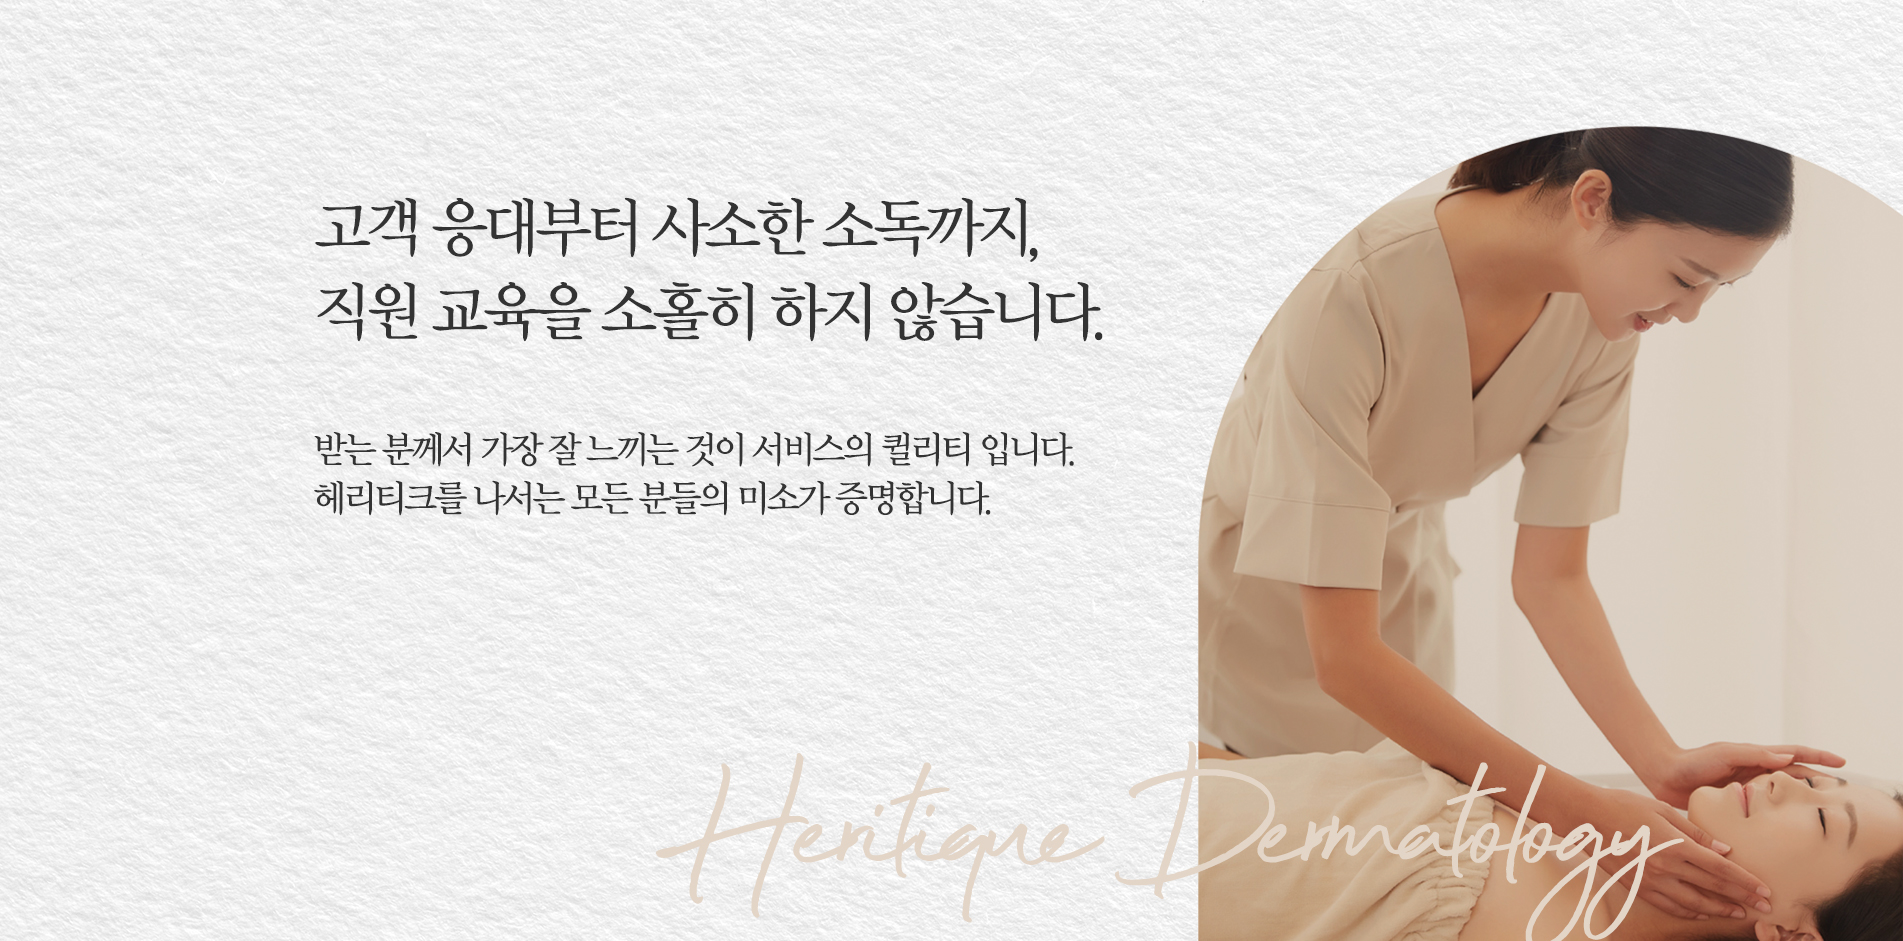 고객 응대부터 사소한 소독까지,
직원 교육을 소홀히 하지 않습니다.
받는 분께서 가장 잘 느끼는 것이 서비스의 퀄리티 입니다.
헤리티크를 나서는 모든 분들의 미소가 증명합니다.
Heritique Dermatology